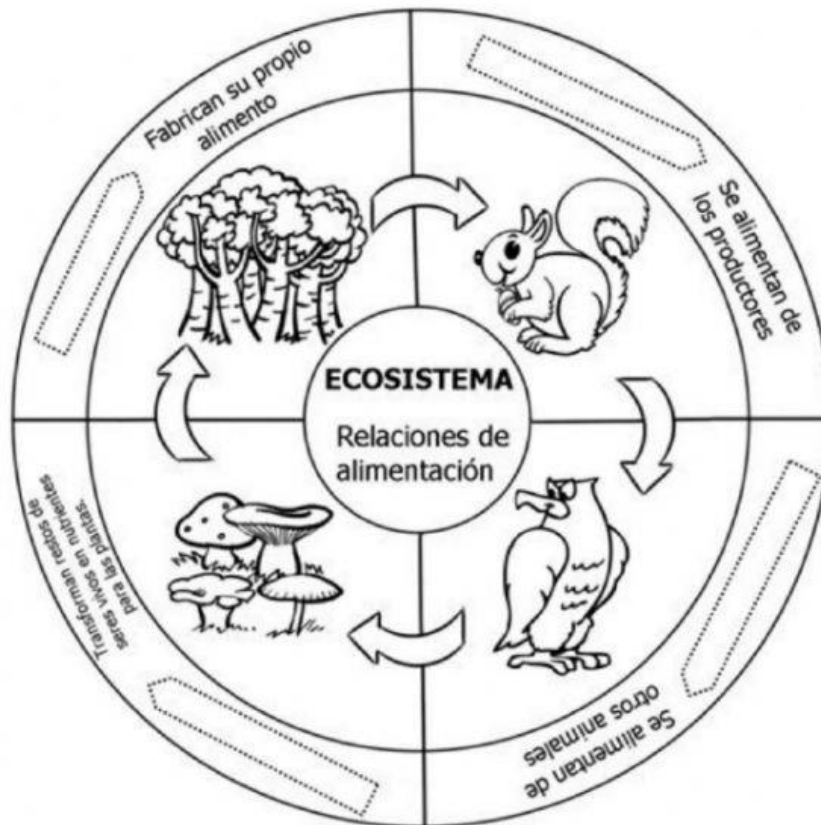 Fabrican su propio
alimento
Se alimentan de
los productores
ECOSISTEMA
Relaciones de
alimentación
Transforman restos de
seres vivos en nutrientes
para las plantas.
Se alimentan de
otros animales